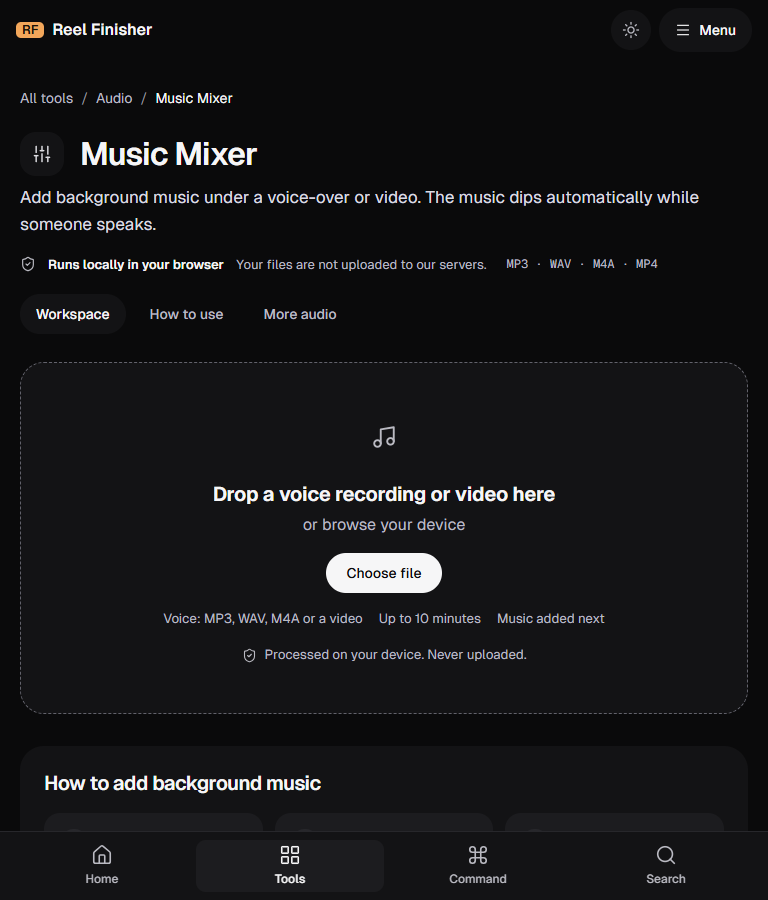 RF Reel Finisher
Menu
All tools / Audio / Music Mixer
Music Mixer
Add background music under a voice-over or video. The music dips automatically while
someone speaks.
Runs locally in your browser Your files are not uploaded to our servers. MP3 · WAV · M4A · MP4
Workspace How to use More audio
Drop a voice recording or video here
or browse your device
Choose file
Voice: MP3, WAV, M4A or a video Up to 10 minutes Music added next
Processed on your device. Never uploaded.
How to add background music
Home Tools Command Search